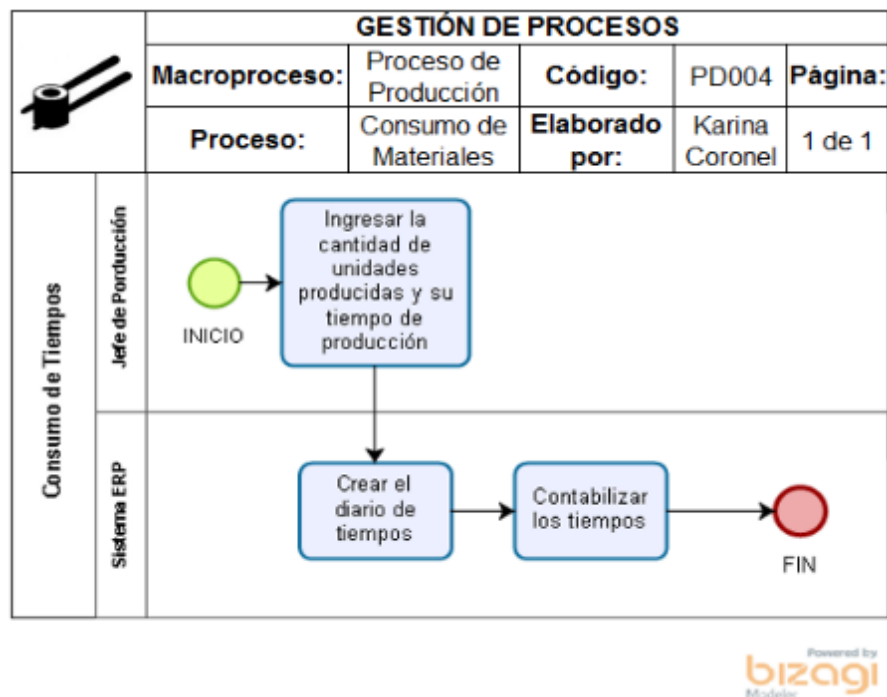 GESTIÓN DE PROCESOS
Macroproceso:
Proceso de
Producción
Código:
PD004
Página:
Proceso:
Consumo de
Materiales
Elaborado
por:
Karina
Coronel
1 de 1
Consumo de Tiempos
Jefe de Porducción
INICIO
Ingresar la
cantidad de
unidades
producidas y su
tiempo de
producción
Sistema ERP
Crear el
diario de
tiempos
Contabilizar
los tiempos
FIN
Powered by
bizagi
Modeler